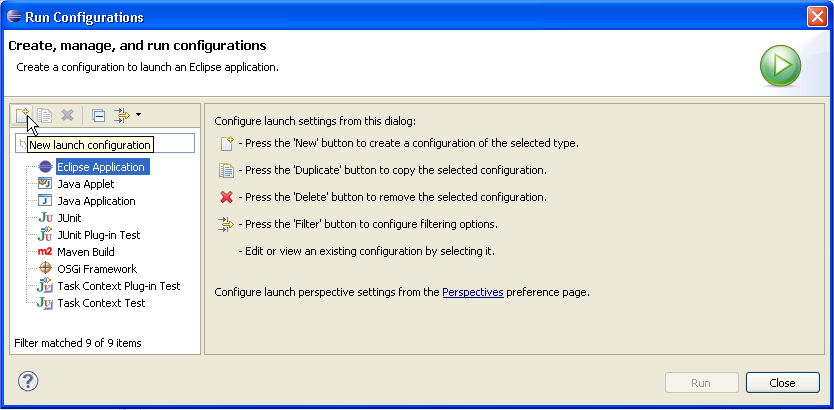 Run Configurations
Create, manage, and run configurations
Create a configuration to launch an Eclipse application.
New launch configuration
Eclipse Application
Java Applet
Java Application
JUnit
JUnit Plug-in Test
m2 Maven Build
OSGi Framework
Task Context Plug-in Test
Task Context Test
Filter matched 9 of 9 items
Configure launch settings from this dialog:
- Press the 'New' button to create a configuration of the selected type.
- Press the 'Duplicate' button to copy the selected configuration.
- Press the 'Delete' button to remove the selected configuration.
- Press the 'Filter' button to configure filtering options.
- Edit or view an existing configuration by selecting it.
Configure launch perspective settings from the Perspectives preference page.
?
Run
Close